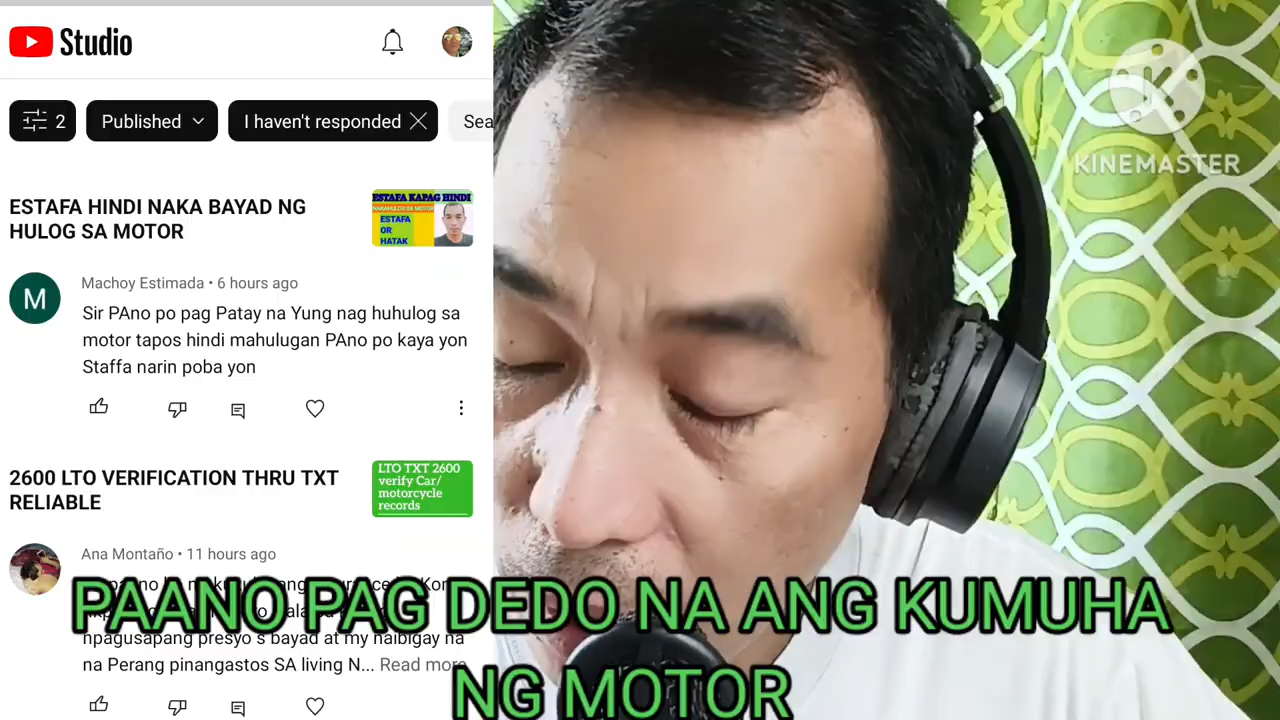 Studio
2
Published
I haven't responded
Sea
ESTAFA HINDI NAKA BAYAD NG
HULOG SA MOTOR
ESTAFA KAPAG HINDI
NAKAHULOG SA MOTOR
ESTAFA
OR
HATAK
M
Machoy Estimada • 6 hours ago
Sir PAno po pag Patay na Yung nag huhulog sa
motor tapos hindi mahulugan PAno po kaya yon
Staffa narin poba yon
2600 LTO VERIFICATION THRU TXT
RELIABLE
LTO TXT 2600
verify Car/
motorcycle
records
Ana Montaño • 11 hours ago
npagusapang presyo s bayad at my naibigay na
na Perang pinangastos SA living N... Read more
KINEMASTER
PAANO PAG DEDO NA ANG KUMUHA
NG MOTOR